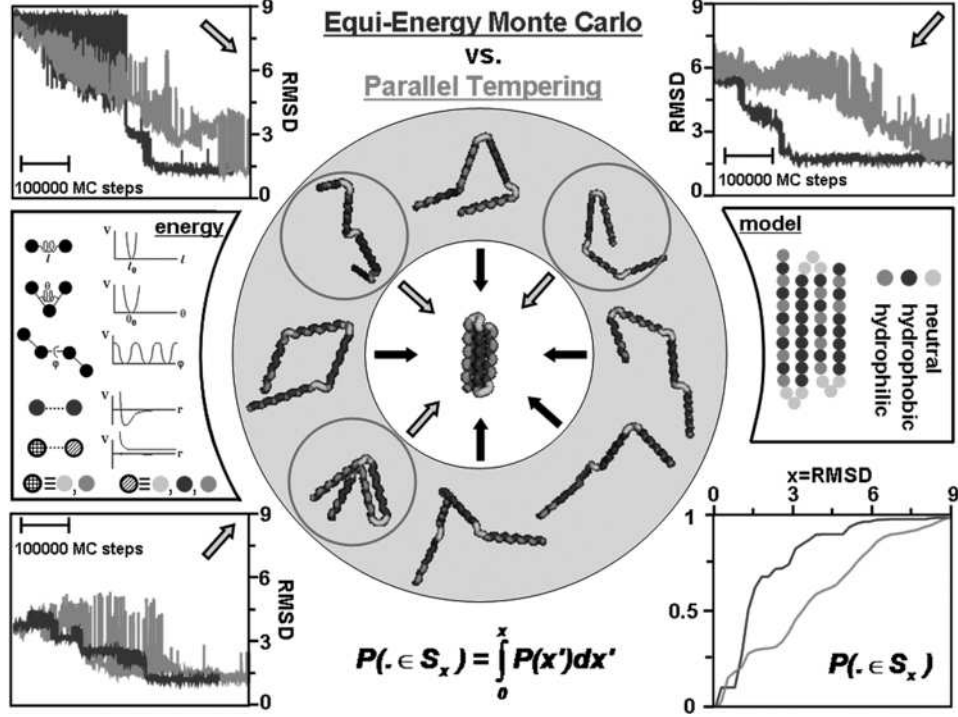 Equi-Energy Monte Carlo
vs.
Parallel Tempering
9
6
3
0
RMSD
100000 MC steps
9
6
3
0
RMSD
100000 MC steps
energy
V
l
l₀
l
V
θ
θ₀
θ
V
φ
φ
V
r
V
r
≡ , ≡ , ,
model
neutral
hydrophobic
hydrophilic
100000 MC steps
9
6
3
0
RMSD
P(. ∈ Sₓ) = ∫₀ˣ P(x')dx'
x=RMSD
0 3 6 9
1
0.5
0
P(. ∈ Sₓ)